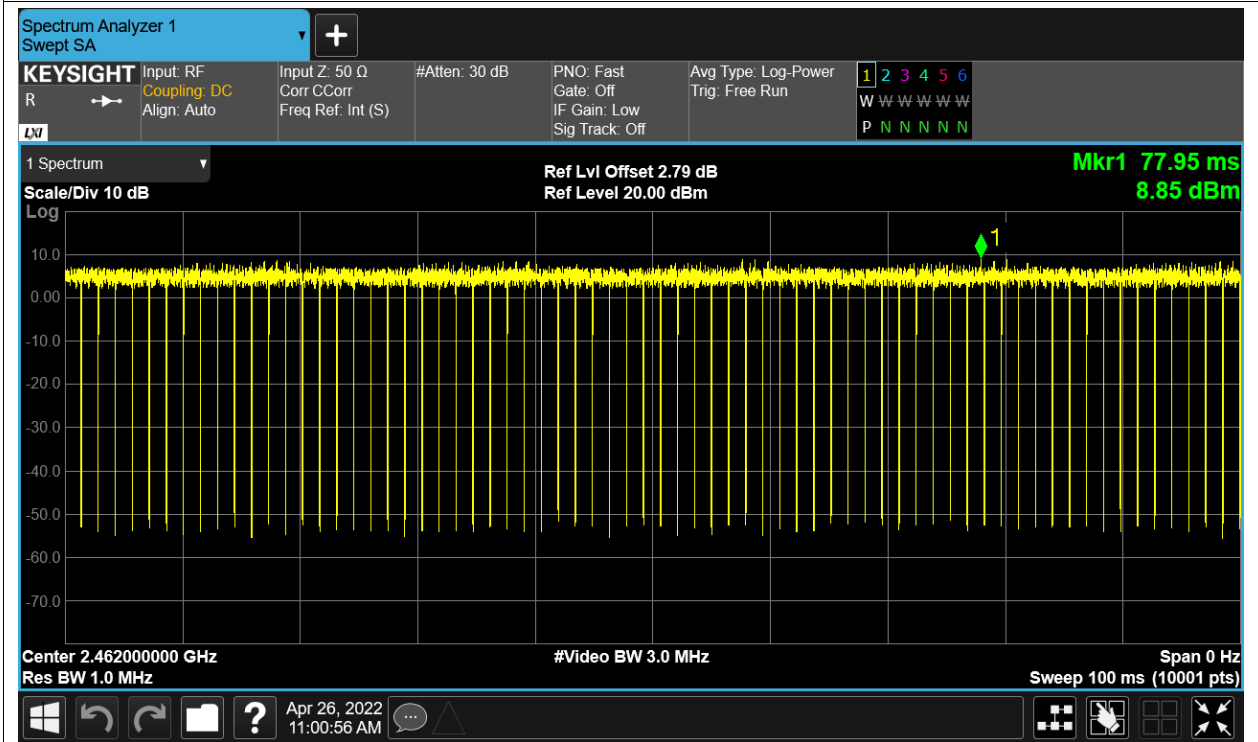 Spectrum Analyzer 1
Swept SA
+
KEYSIGHT
R
LXI
Input: RF
Coupling: DC
Align: Auto
Input Z: 50 Ω
Corr CCorr
Freq Ref: Int (S)
#Atten: 30 dB
PNO: Fast
Gate: Off
IF Gain: Low
Sig Track: Off
Avg Type: Log-Power
Trig: Free Run
1 2 3 4 5 6
W W W W W W
P N N N N N
1 Spectrum
Scale/Div 10 dB
Log
Ref Lvl Offset 2.79 dB
Ref Level 20.00 dBm
Mkr1 77.95 ms
8.85 dBm
1
10.0
0.00
-10.0
-20.0
-30.0
-40.0
-50.0
-60.0
-70.0
Center 2.462000000 GHz
Res BW 1.0 MHz
#Video BW 3.0 MHz
Span 0 Hz
Sweep 100 ms (10001 pts)
?
Apr 26, 2022
11:00:56 AM